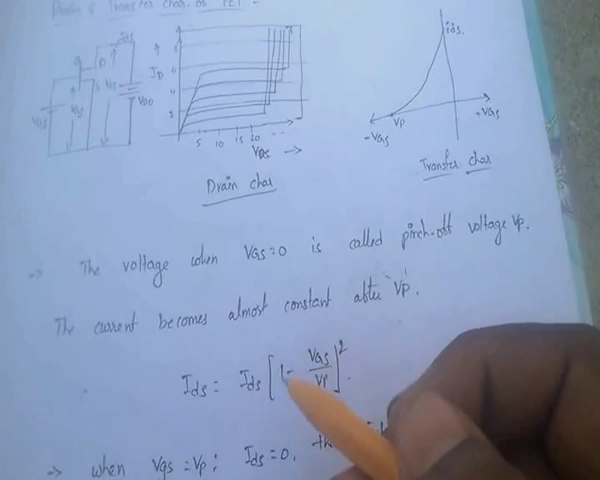 Drain & Transfer char. of FET -
ID
VDD
VGS
5 10 15 20
VDS →
Drain char
ids.
VP
-VGS
+VGS
Transfer char
=> The voltage when VGS=0 is called pinch-off voltage Vp.
The current becomes almost constant after 'Vp'.
Ids = Ids [1- VGS/VP]²
=> when Vgs = Vp; Ids=0,